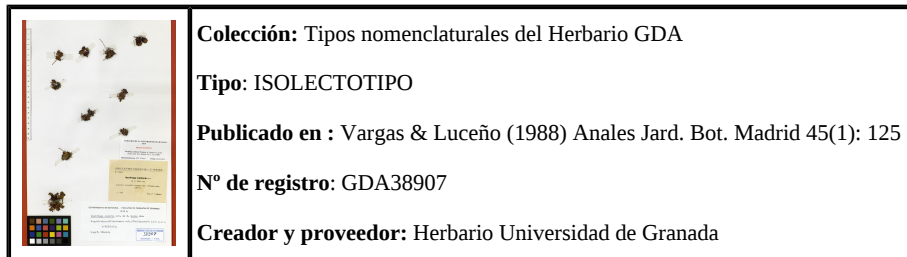 Colección: Tipos nomenclaturales del Herbario GDA
Tipo: ISOLECTOTIPO
Publicado en : Vargas & Luceño (1988) Anales Jard. Bot. Madrid 45(1): 125
Nº de registro: GDA38907
Creador y proveedor: Herbario Universidad de Granada